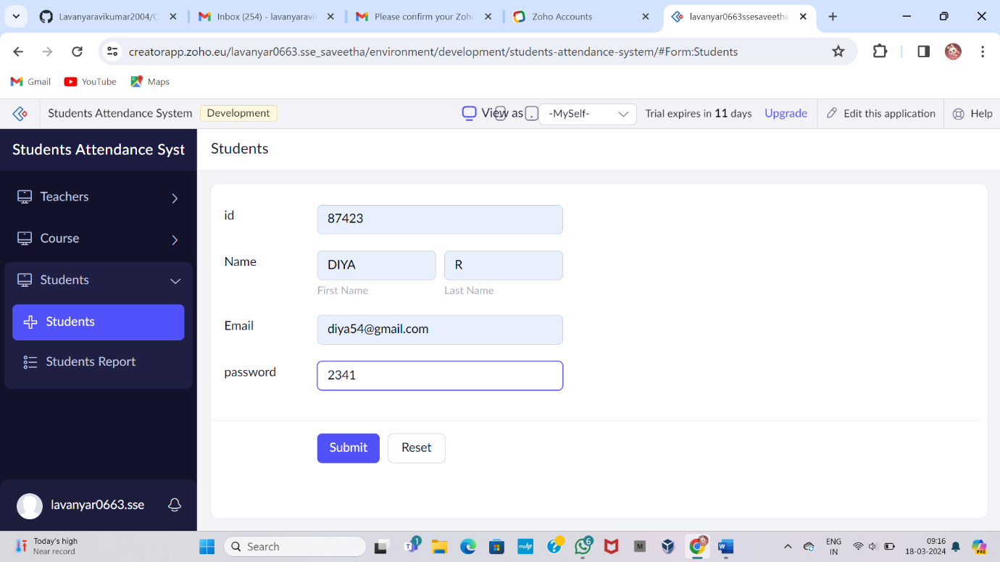 Lavanyaravikumar2004/C
Inbox (254) - lavanyaravi
Please confirm your Zoho
Zoho Accounts
lavanyar0663ssesaveetha
creatorapp.zoho.eu/lavanyar0663.sse_saveetha/environment/development/students-attendance-system/#Form:Students
Gmail YouTube Maps
Students Attendance System Development View as -MySelf- Trial expires in 11 days Upgrade Edit this application Help
Students Attendance Syst
Students
Teachers
Course
Students
Students
Students Report
id 87423
Name DIYA R
First Name Last Name
Email diya54@gmail.com
password 2341
Submit Reset
lavanyar0663.sse
Today's high
Near record
Search
1
6
M
ENG
IN
09:16
18-03-2024
PRE